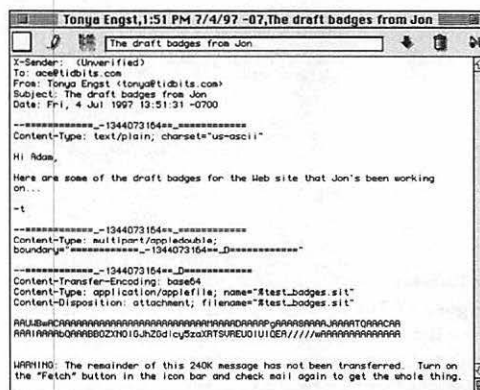 Tonya Engst,1:51 PM 7/4/97 -07,The draft badges from Jon
The draft badges from Jon
X-Sender: (Unverified)
To: ace@tidbits.com
From: Tonya Engst <tonya@tidbits.com>
Subject: The draft badges from Jon
Date: Fri, 4 Jul 1997 13:51:31 -0700
--============_-1344073164==_============
Content-Type: text/plain; charset="us-ascii"
Hi Adam,
Here are some of the draft badges for the Web site that Jon's been working
on...
-t
--============_-1344073164==_============
Content-Type: multipart/appledouble;
boundary="============_-1344073164==_D============"
--============_-1344073164==_D============
Content-Transfer-Encoding: base64
Content-Type: application/applefile; name="%test_badges.sit"
Content-Disposition: attachment; filename="%test_badges.sit"
WARNING: The remainder of this 240K message has not been transferred. Turn on
the "Fetch" button in the icon bar and check mail again to get the whole thing.